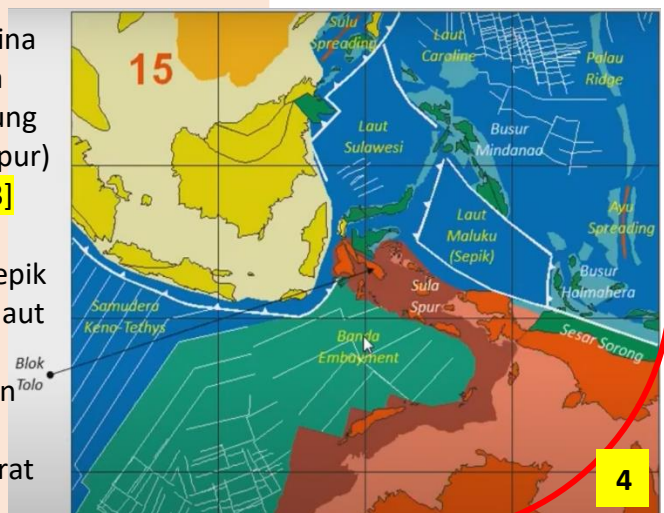 ina
n
ung
pur)
3]
epik
aut
n
rat
15
Sulu
Spreading
Laut
Caroline
Palau
Ridge
Laut
Sulawesi
Busur
Mindanao
Laut
Maluku
(Sepik)
Ayu
Spreading
Busur
Halmahera
Samudera
Keno-Tethys
Sula
Spur
Sesar Sorong
Banda
Embayment
Blok
Tolo
4